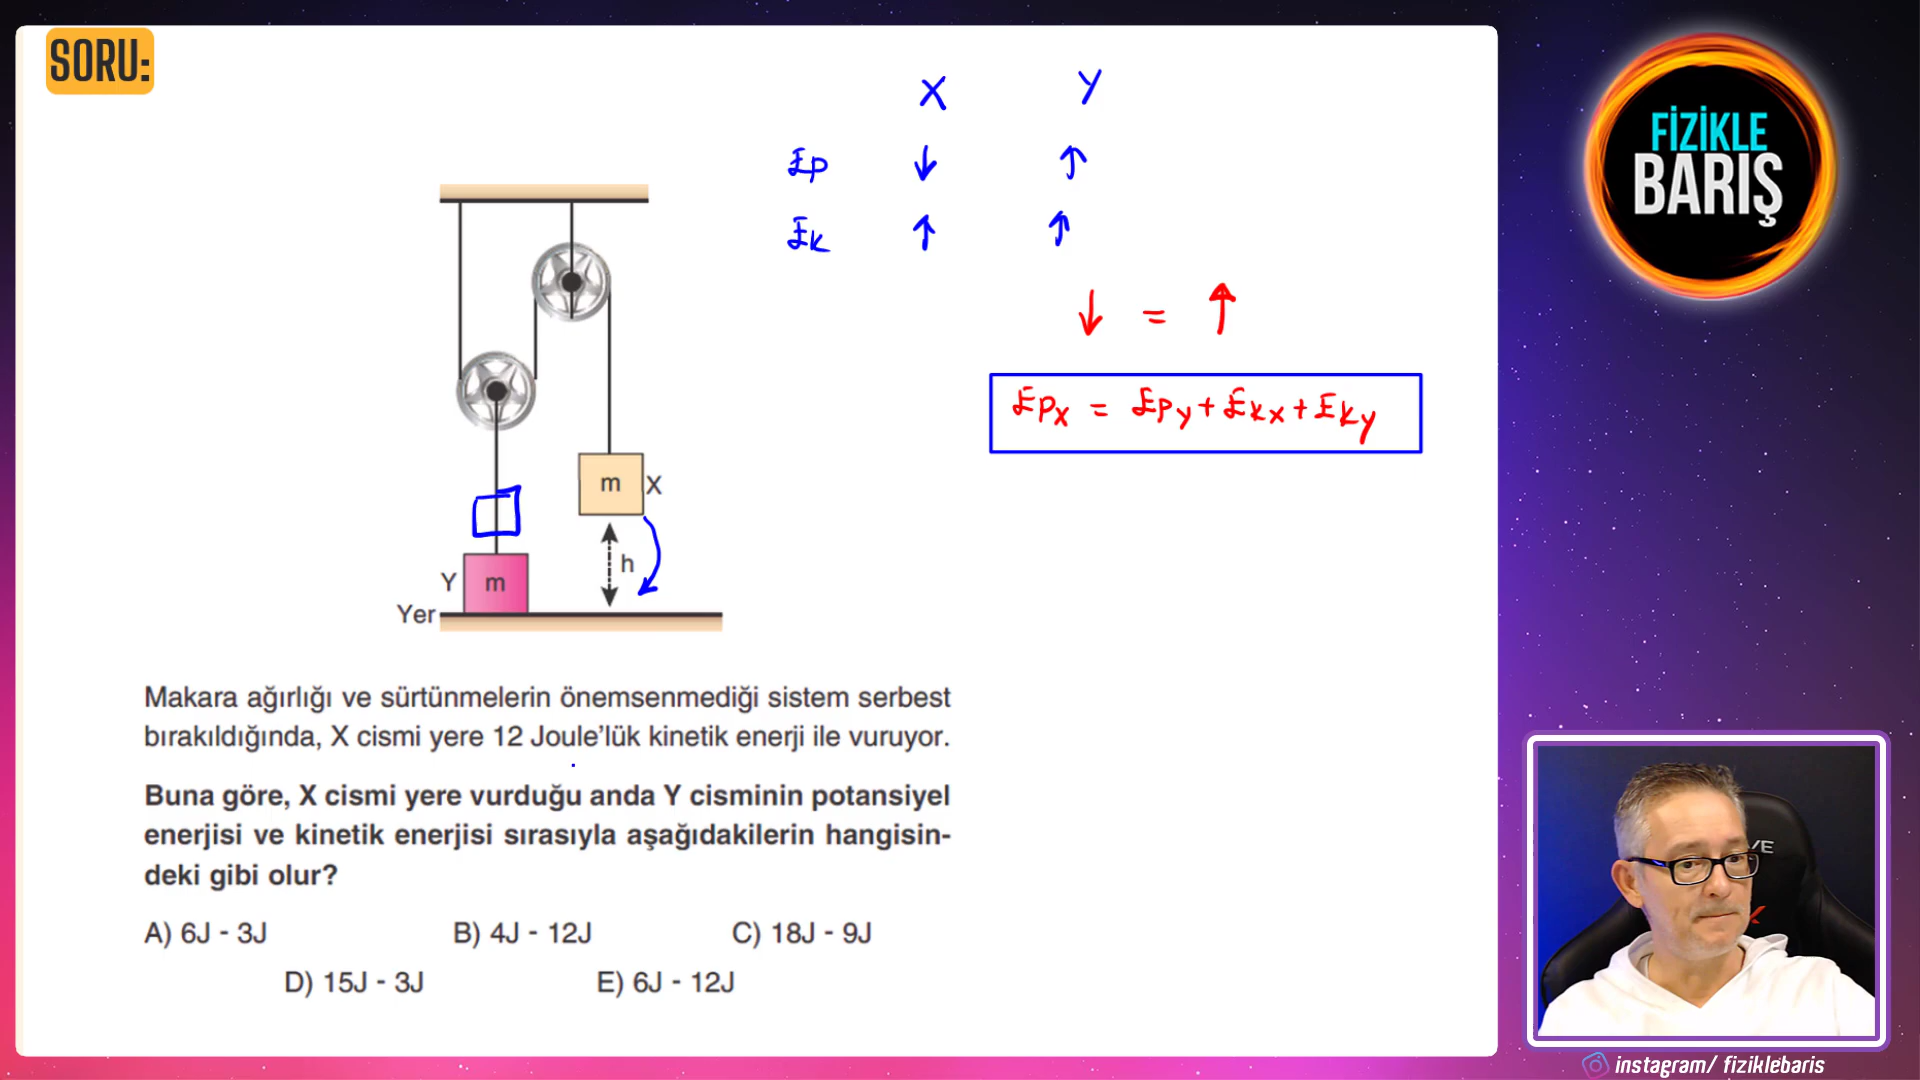 SORU:
X Y
Ep ↓ ↑
Ek ↑ ↑
↓ = ↑
Epx = Epy + Ekx + Eky
m X
h
Y m
Yer
Makara ağırlığı ve sürtünmelerin önemsenmediği sistem serbest
bırakıldığında, X cismi yere 12 Joule'lük kinetik enerji ile vuruyor.
Buna göre, X cismi yere vurduğu anda Y cisminin potansiyel
enerjisi ve kinetik enerjisi sırasıyla aşağıdakilerin hangisin-
deki gibi olur?
A) 6J - 3J B) 4J - 12J C) 18J - 9J
D) 15J - 3J E) 6J - 12J
FİZİKLE
BARIŞ
YE
instagram/ fiziklebaris